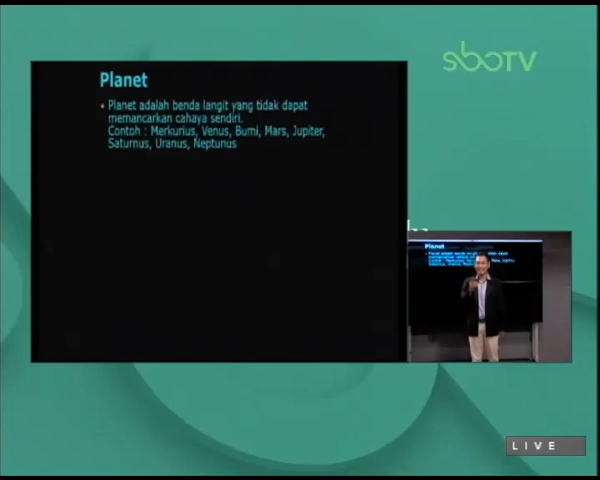 sboTV
Planet
• Planet adalah benda langit yang tidak dapat
memancarkan cahaya sendiri.
Contoh : Merkurius, Venus, Bumi, Mars, Jupiter,
Saturnus, Uranus, Neptunus
Planet
LIVE